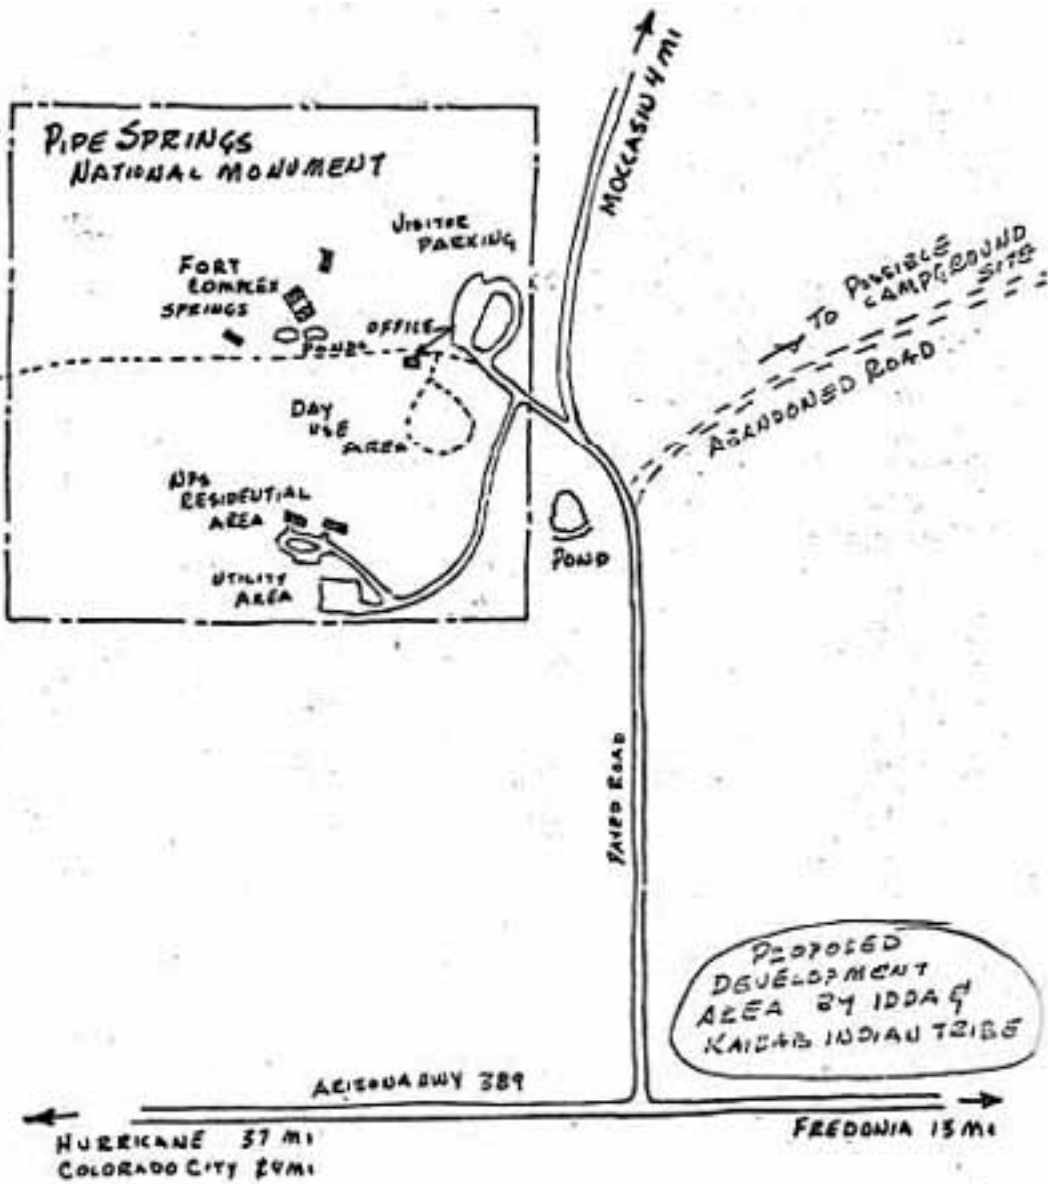 MOCCASIN 4 MI
PIPE SPRINGS
NATIONAL MONUMENT
VISITOR
PARKING
FORT
COMPLEX
SPRINGS
OFFICE
PONDS
DAY
USE
AREA
TO POSSIBLE
CAMPGROUND
SITE
ABANDONED ROAD
NPS
RESIDENTIAL
AREA
UTILITY
AREA
POND
PAVED ROAD
PROPOSED
DEVELOPMENT
AREA BY IDDA &
KAIBAB INDIAN TRIBE
ARIZONA HWY 389
HURRICANE 37 MI
COLORADO CITY MI
FREDONIA 15 MI